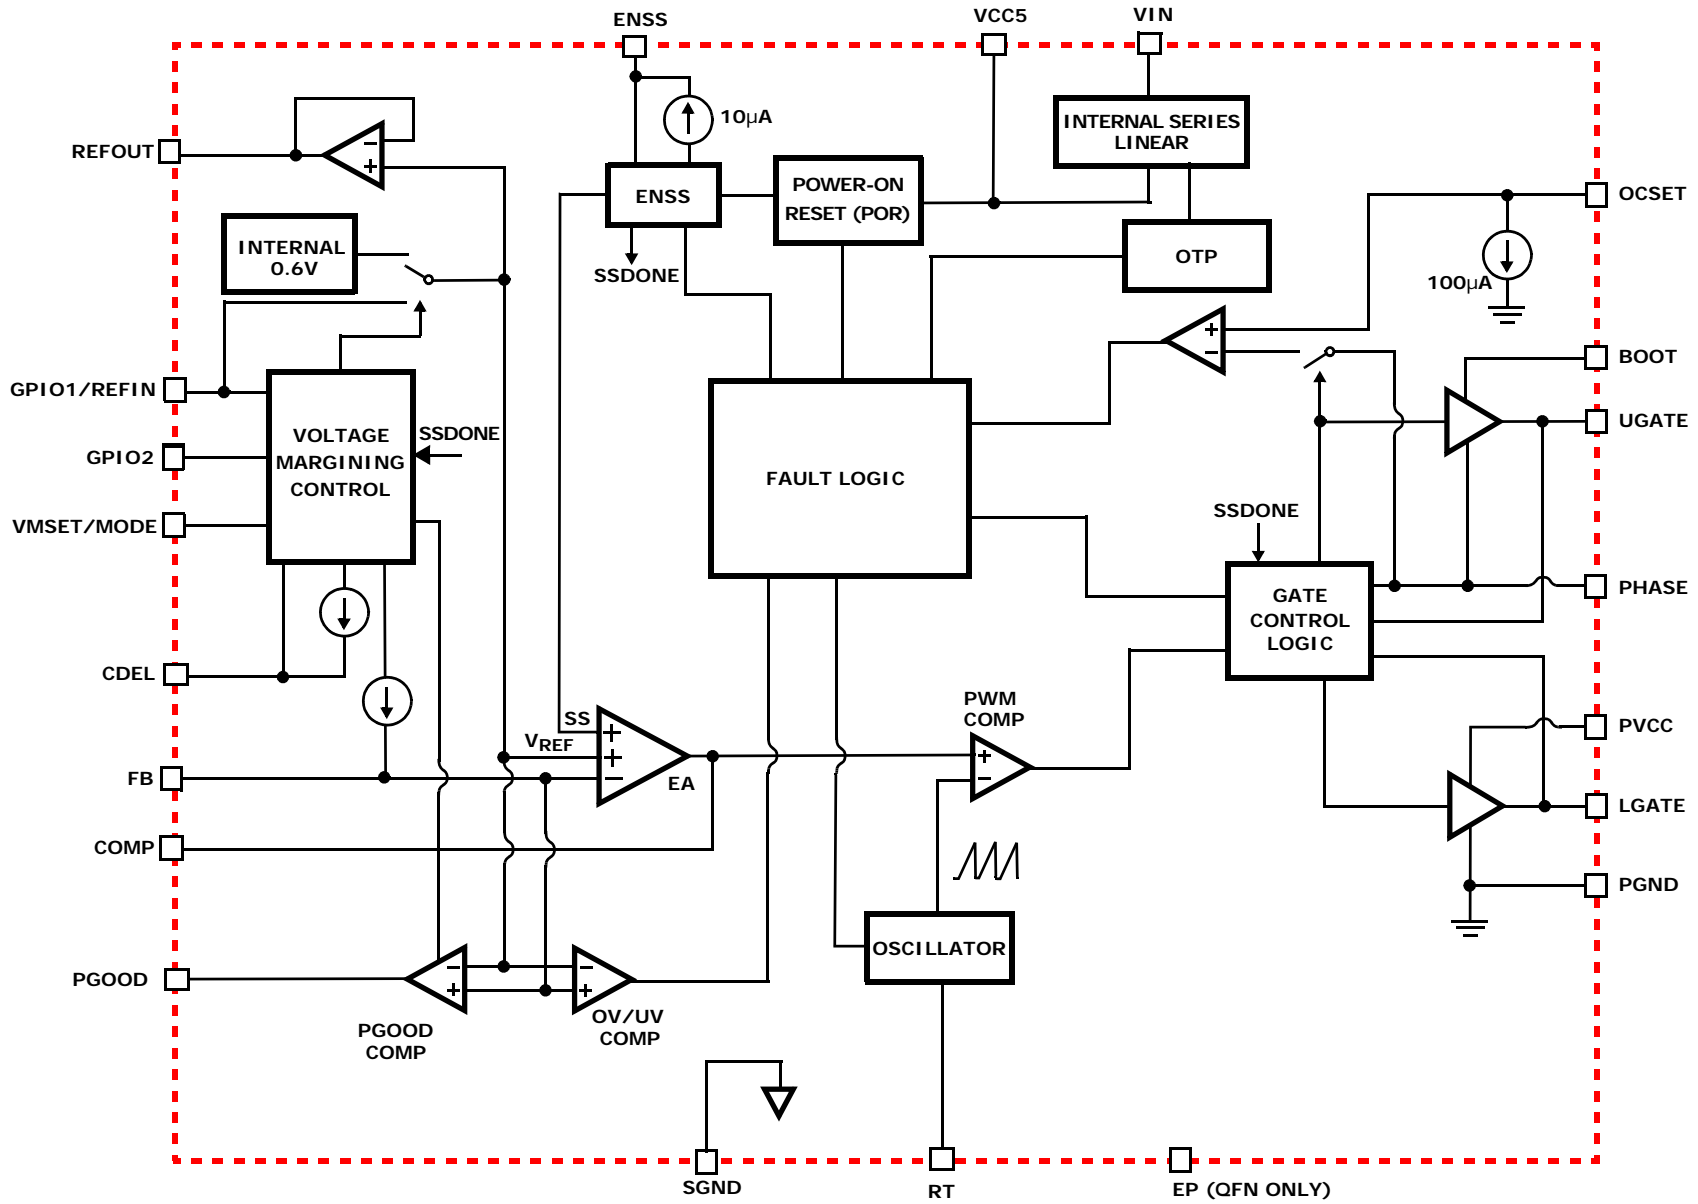 ENSS
VCC5
VIN
REFOUT
-
+
10µA
INTERNAL SERIES
LINEAR
ENSS
POWER-ON
RESET (POR)
OCSET
INTERNAL
0.6V
SSDONE
OTP
100µA
+
-
BOOT
GPIO1/REFIN
UGATE
VOLTAGE
MARGINING
CONTROL
SSDONE
GPIO2
FAULT LOGIC
VMSET/MODE
SSDONE
GATE
CONTROL
LOGIC
PHASE
CDEL
PWM
COMP
SS
+
VREF
+
-
EA
+
-
PVCC
FB
LGATE
COMP
PGND
OSCILLATOR
PGOOD
-
+
-
+
PGOOD
COMP
OV/UV
COMP
SGND
RT
EP (QFN ONLY)